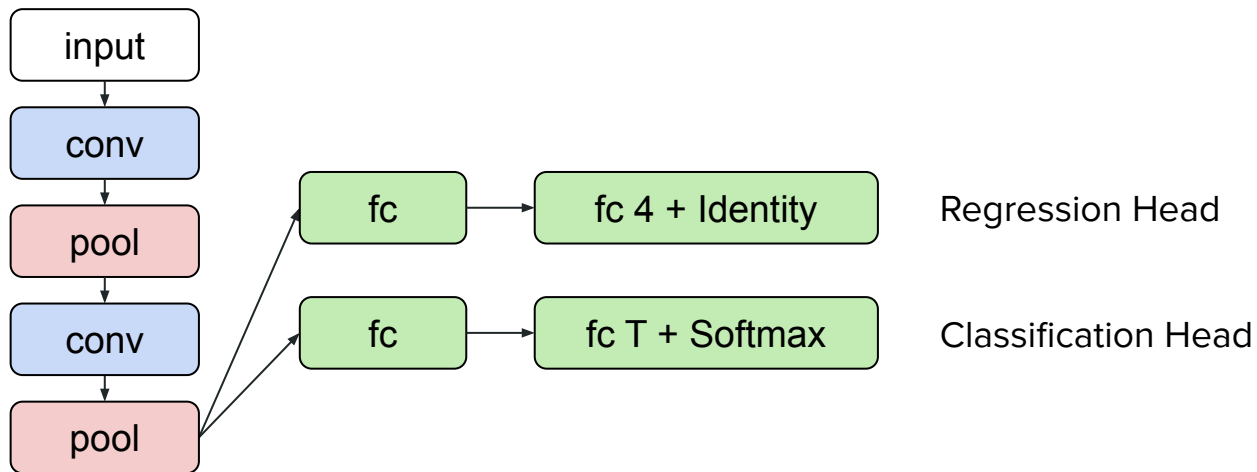 input
conv
pool
conv
pool
fc
fc 4 + Identity
Regression Head
fc
fc T + Softmax
Classification Head